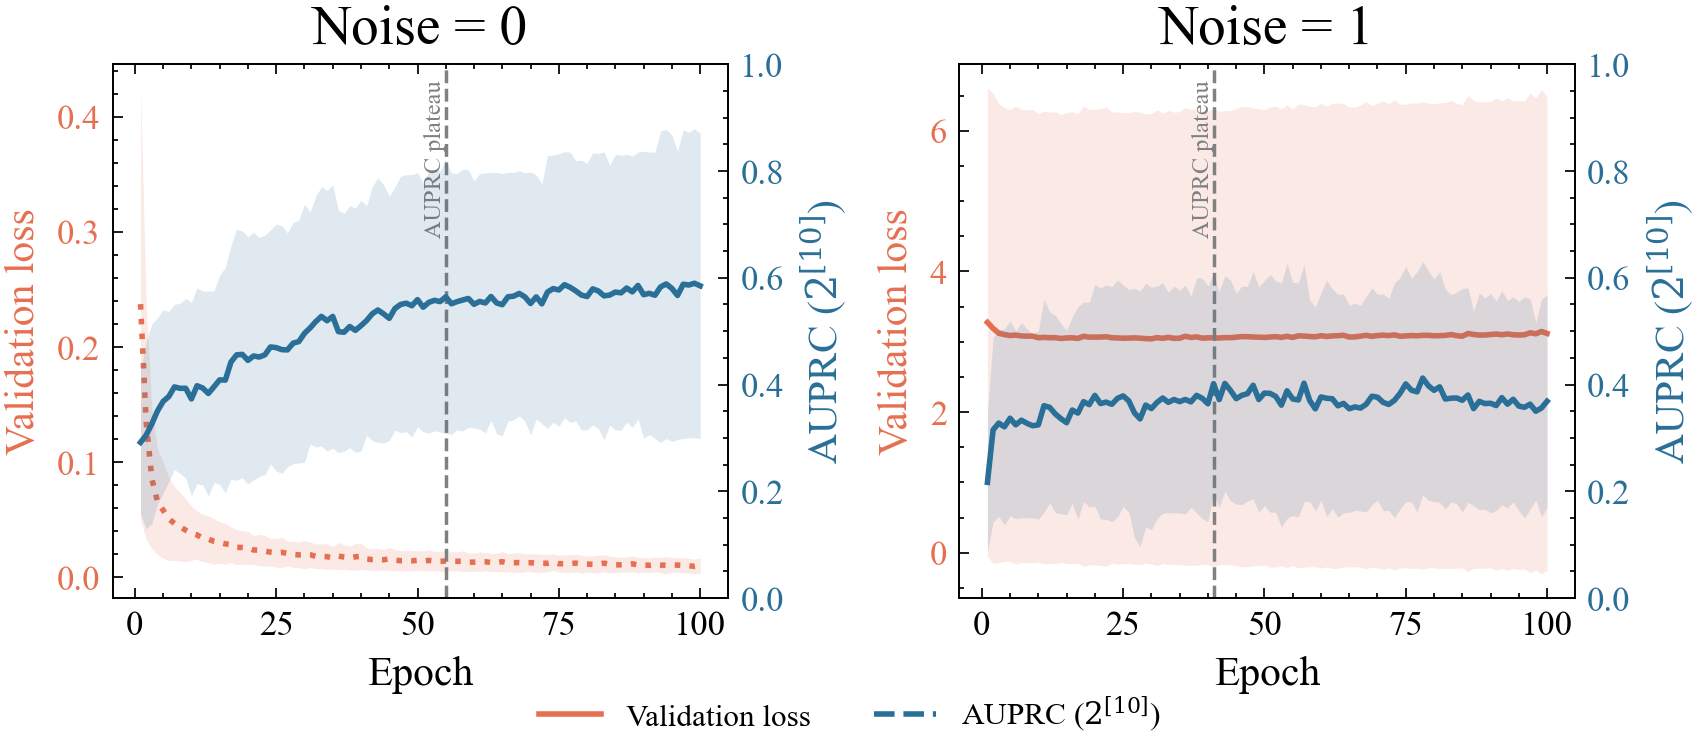 Noise = 0
Noise = 1
0.4
0.3
0.2
0.1
0.0
Validation loss
AUPRC plateau
1.0
0.8
0.6
0.4
0.2
0.0
AUPRC (2^[10])
0 25 50 75 100
Epoch
6
4
2
0
Validation loss
AUPRC plateau
1.0
0.8
0.6
0.4
0.2
0.0
AUPRC (2^[10])
0 25 50 75 100
Epoch
Validation loss AUPRC (2^[10])